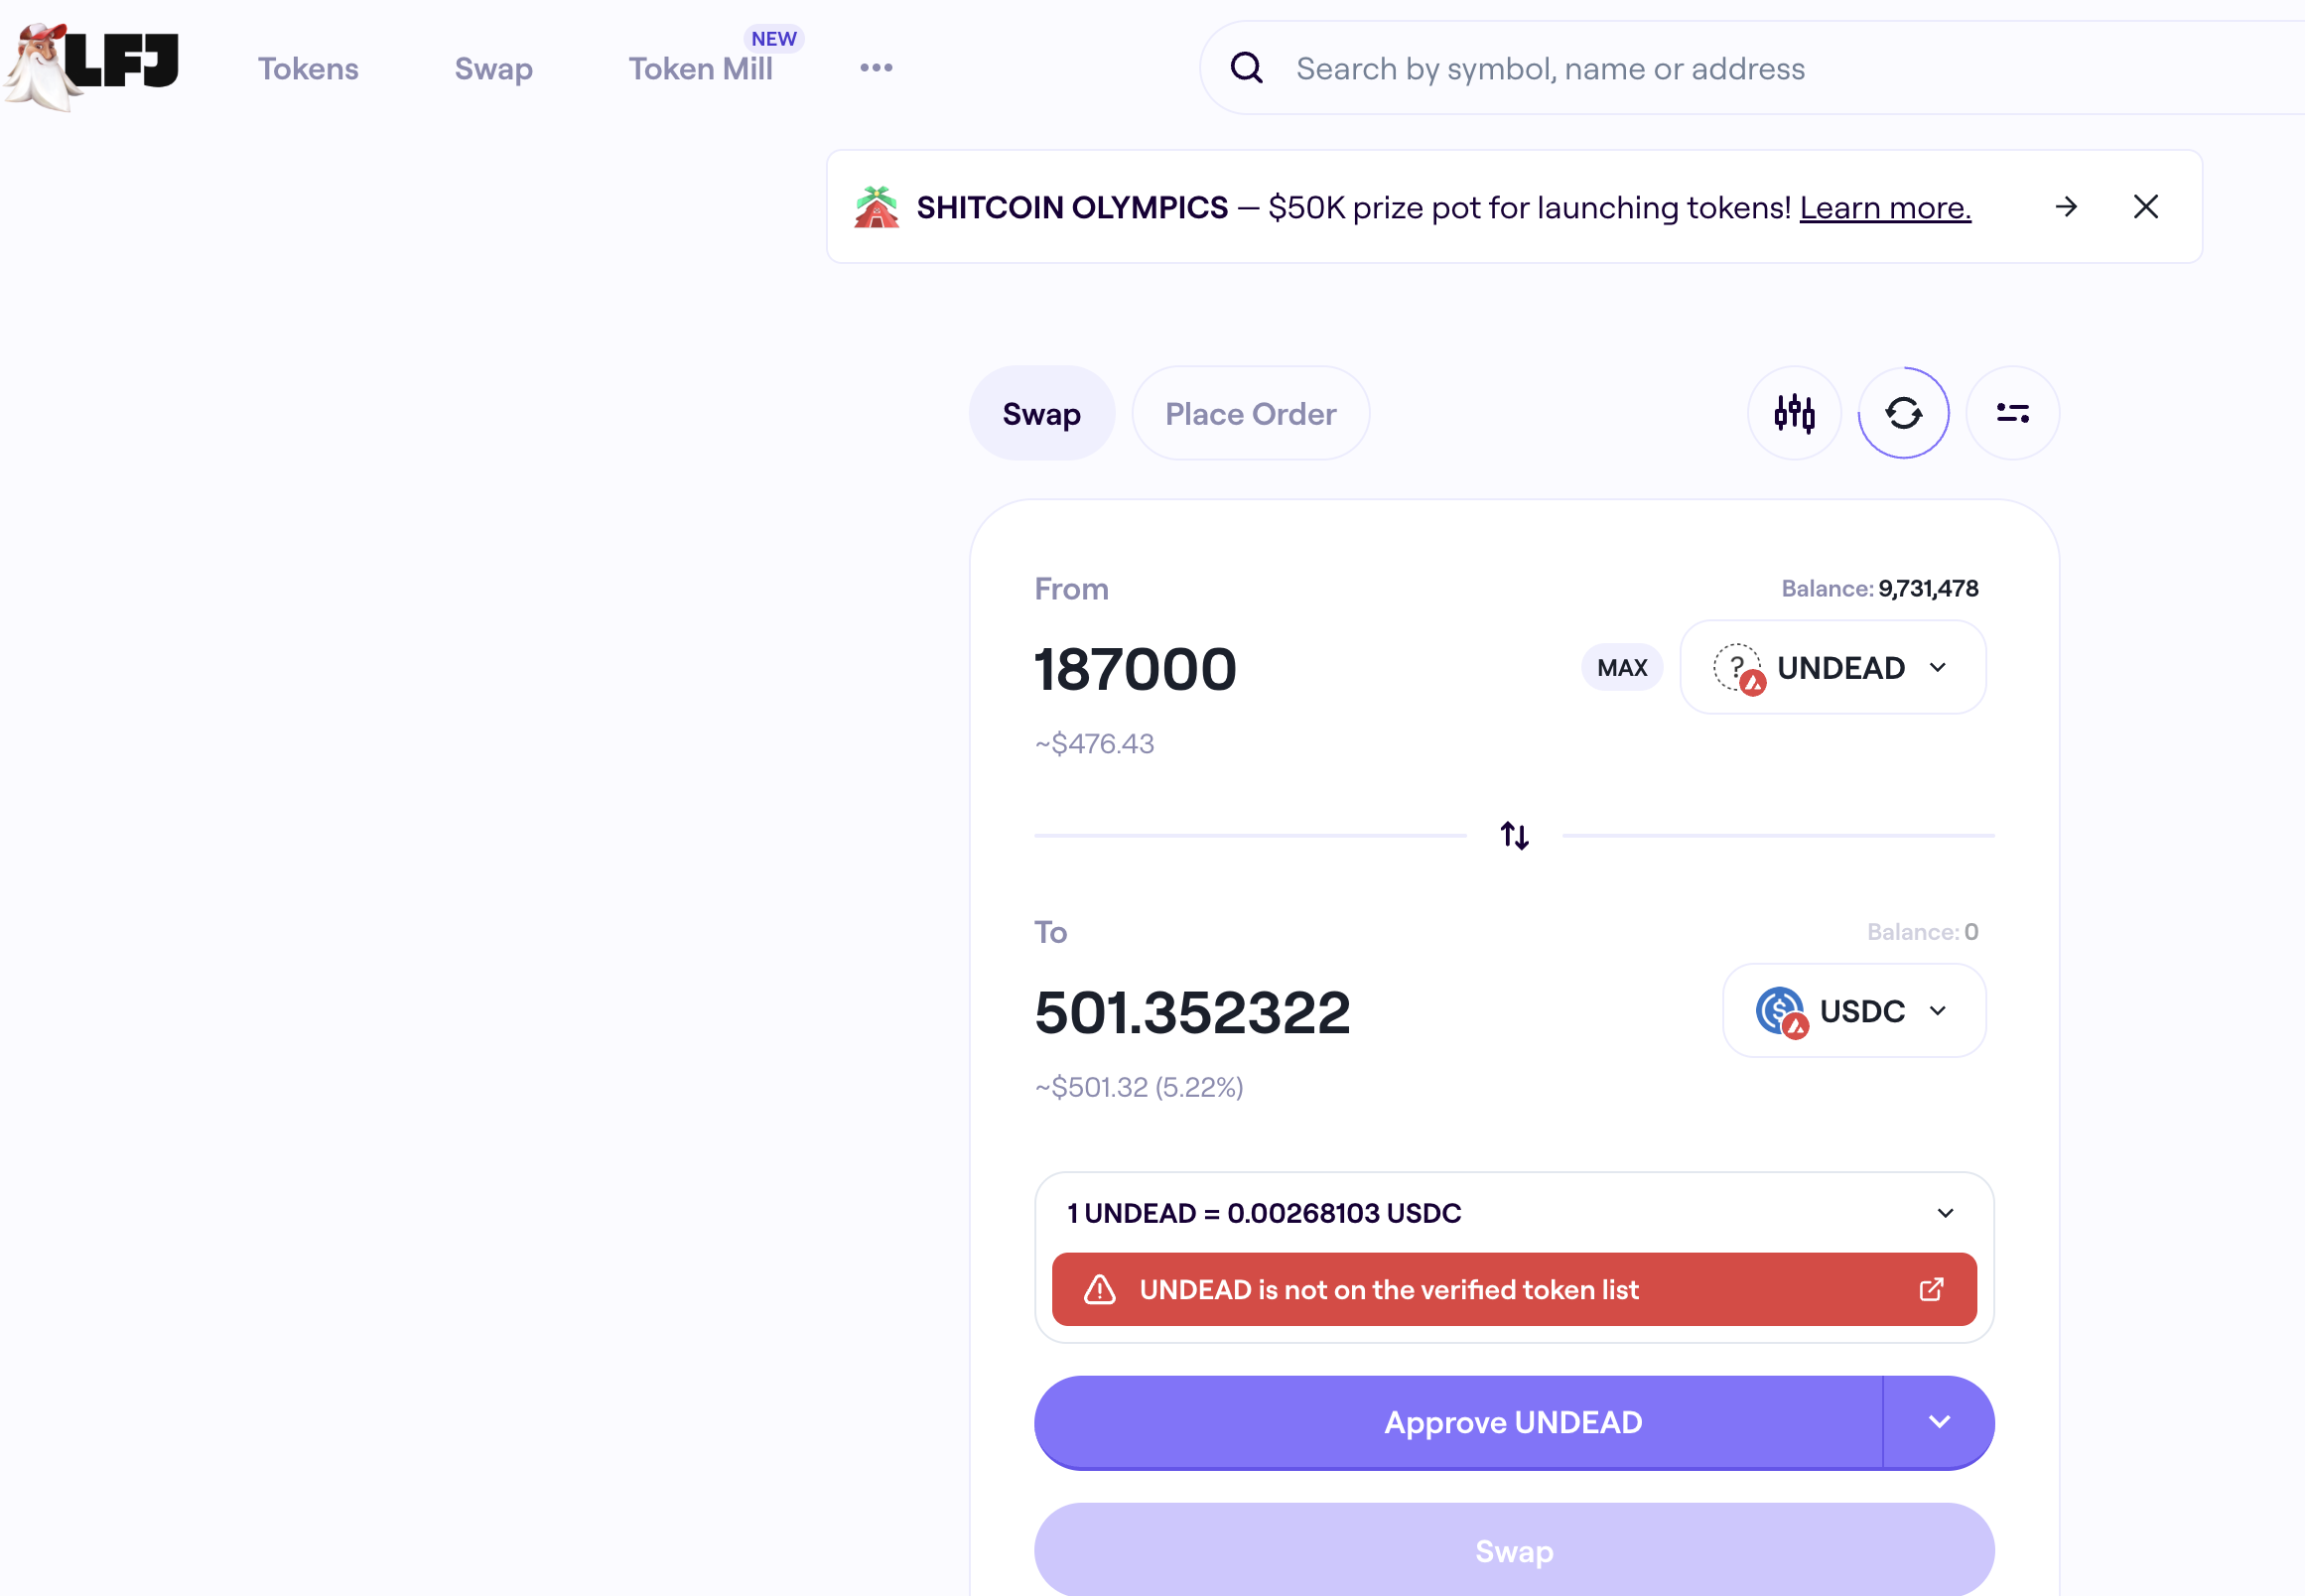 LFJ
Tokens
Swap
Token Mill
NEW
Search by symbol, name or address
SHITCOIN OLYMPICS — $50K prize pot for launching tokens! Learn more.
Swap
Place Order
From
Balance: 9,731,478
187000
MAX
UNDEAD
~$476.43
To
Balance: 0
501.352322
USDC
~$501.32 (5.22%)
1 UNDEAD = 0.00268103 USDC
UNDEAD is not on the verified token list
Approve UNDEAD
Swap